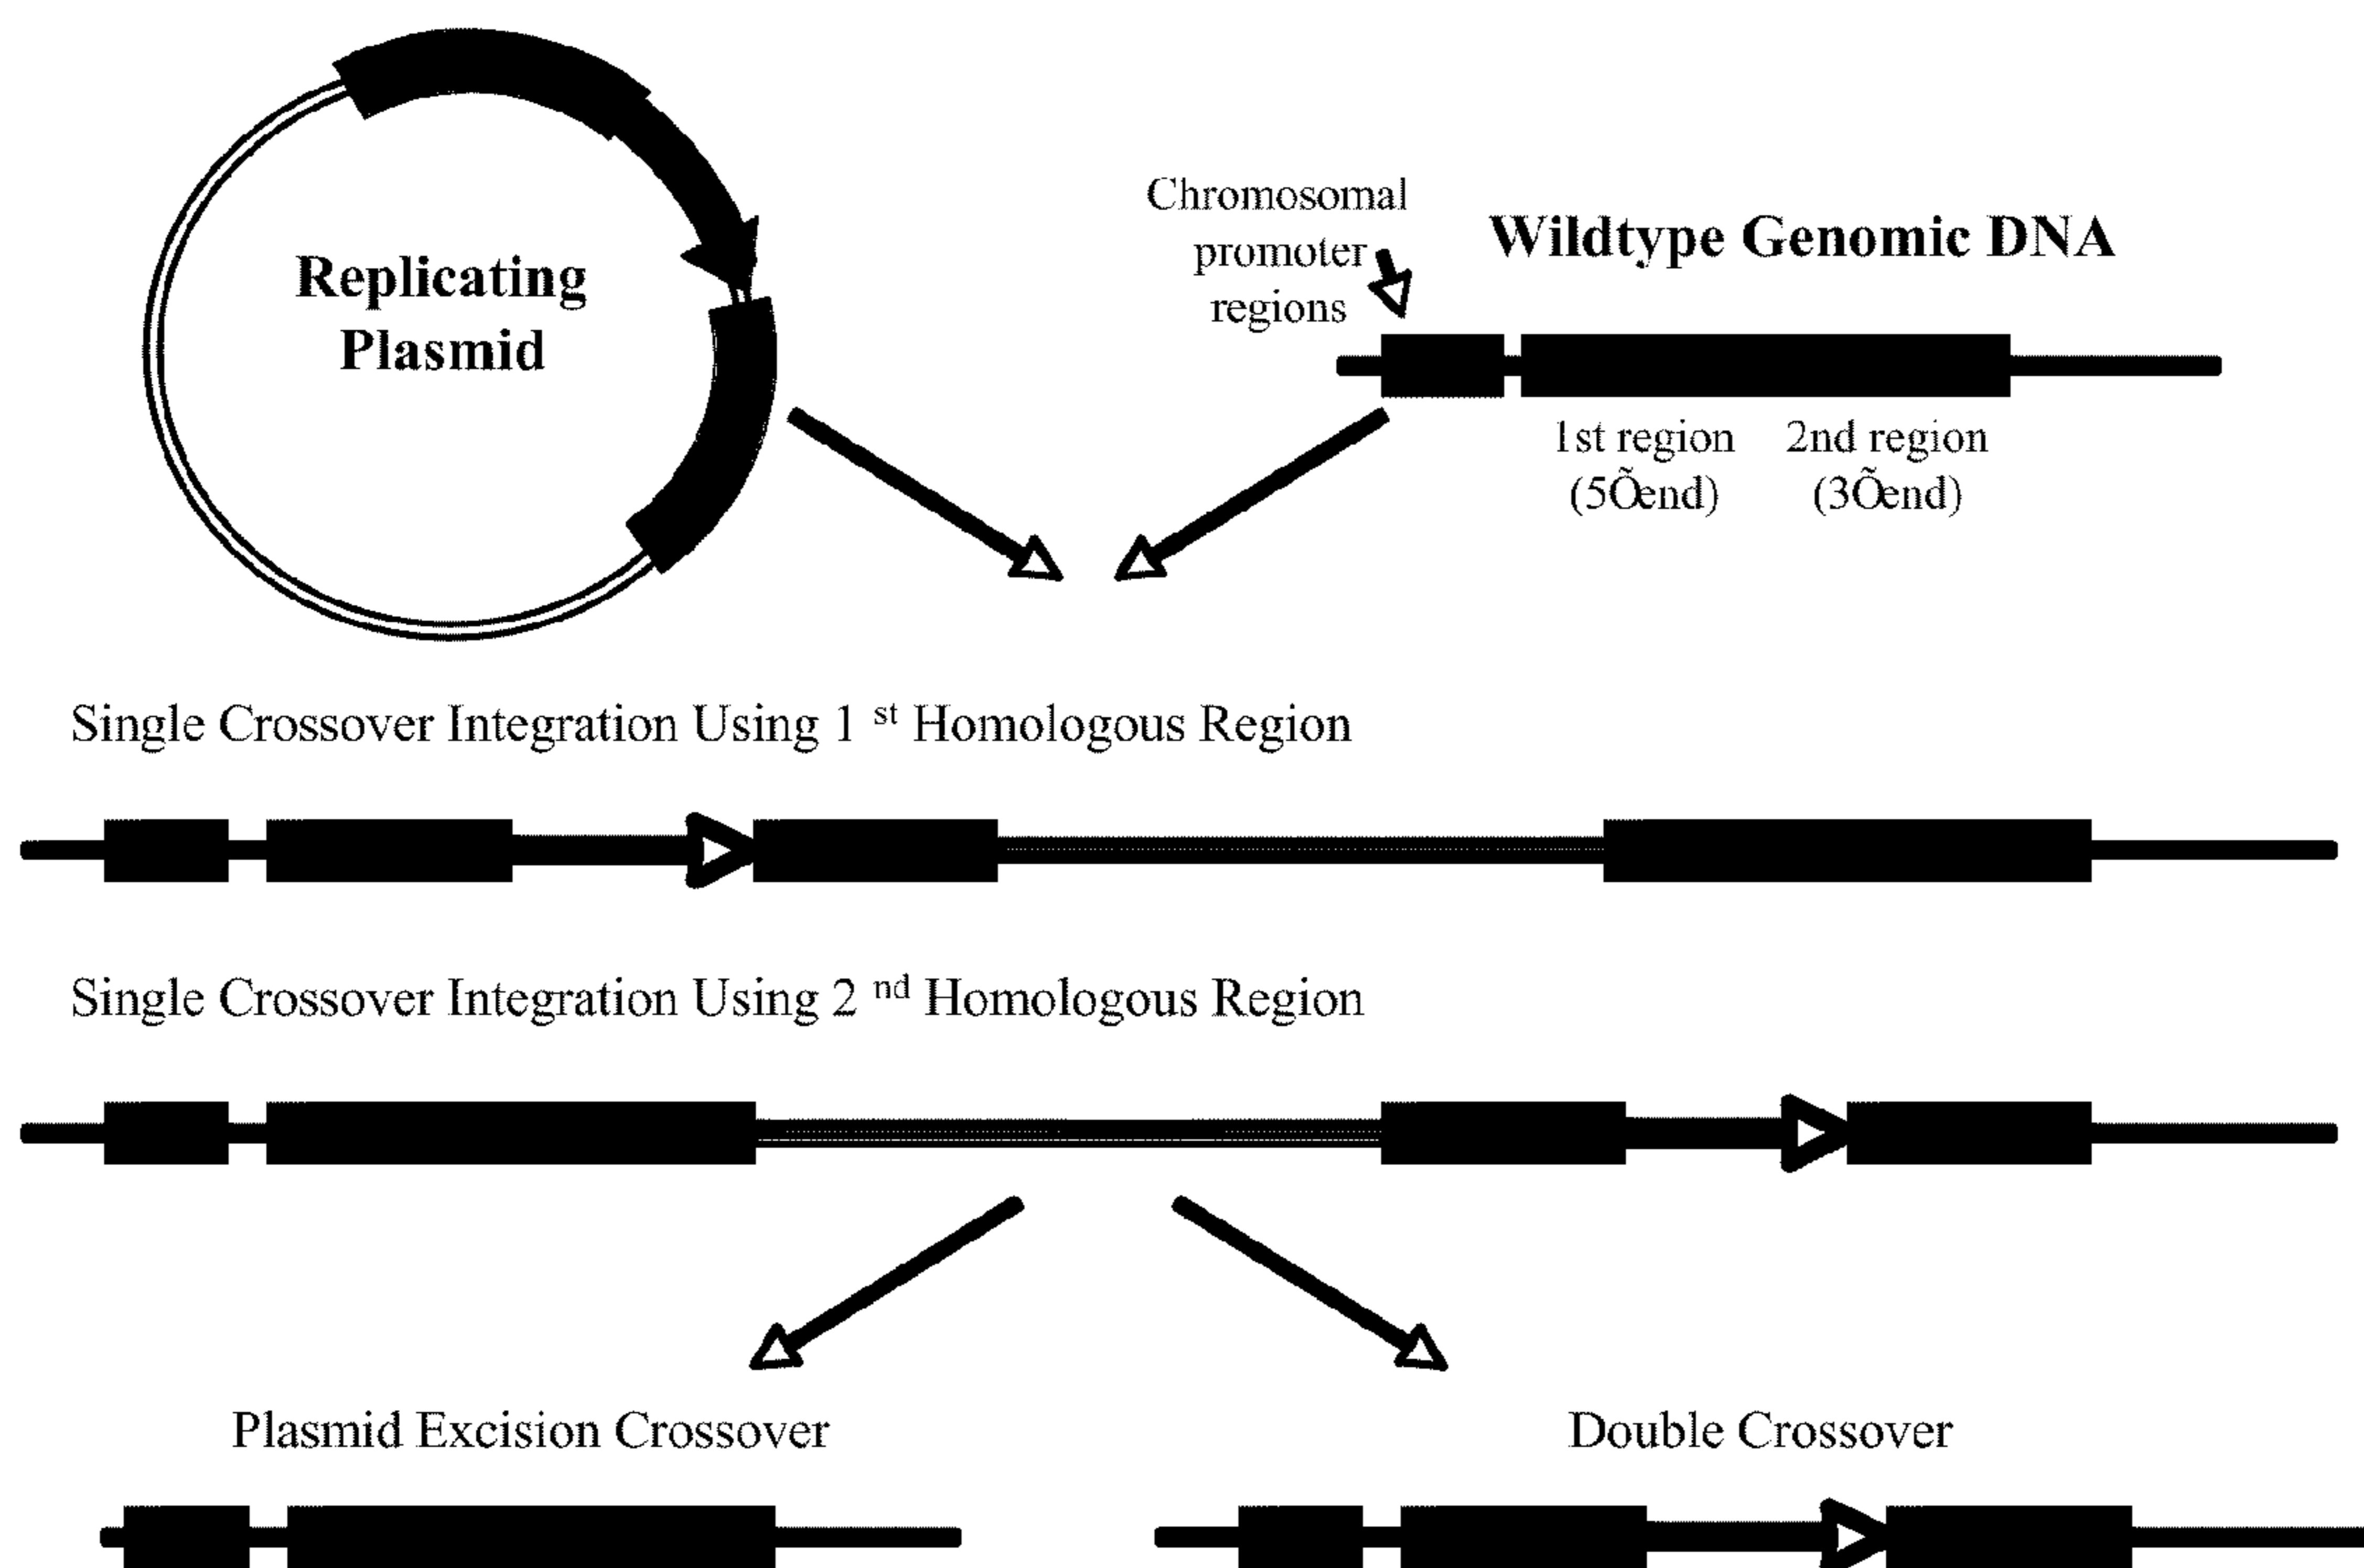 Replicating
Plasmid
Chromosomal
promoter
regions
Wildtype Genomic DNA
1st region
(5Õend)
2nd region
(3Õend)
Single Crossover Integration Using 1 st Homologous Region
Single Crossover Integration Using 2 nd Homologous Region
Plasmid Excision Crossover
Double Crossover